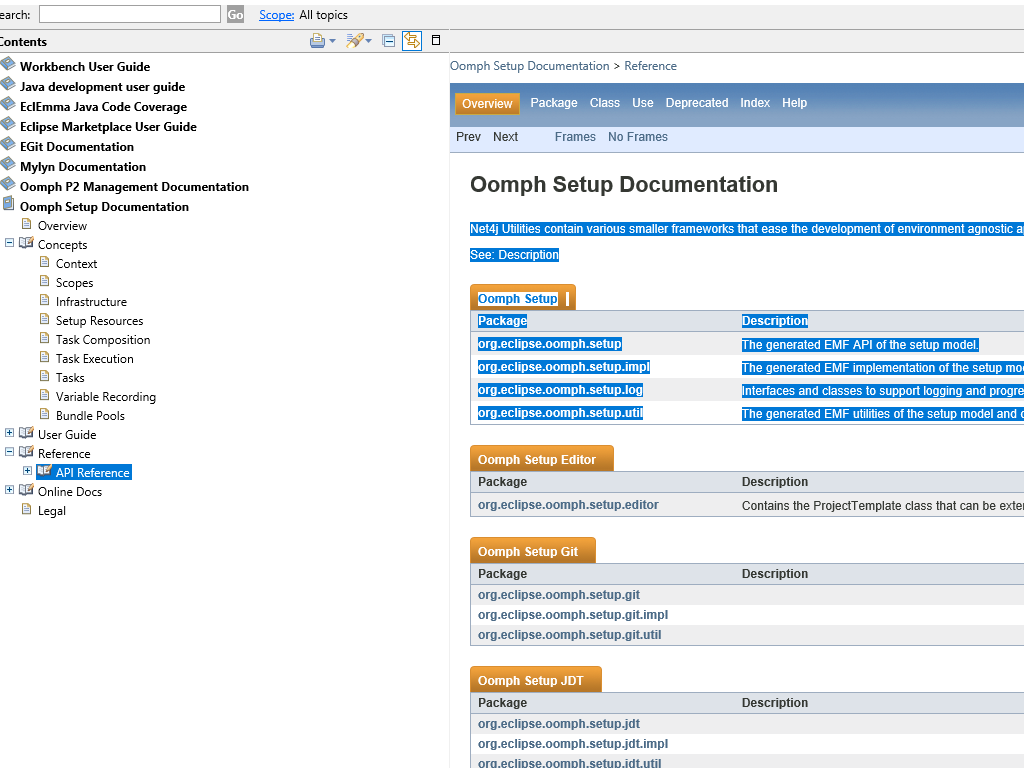 earch: Go Scope: All topics
Contents
Workbench User Guide
Java development user guide
EclEmma Java Code Coverage
Eclipse Marketplace User Guide
EGit Documentation
Mylyn Documentation
Oomph P2 Management Documentation
Oomph Setup Documentation
Overview
Concepts
Context
Scopes
Infrastructure
Setup Resources
Task Composition
Task Execution
Tasks
Variable Recording
Bundle Pools
User Guide
Reference
API Reference
Online Docs
Legal
Oomph Setup Documentation > Reference
Overview Package Class Use Deprecated Index Help
Prev Next Frames No Frames
Oomph Setup Documentation
Net4j Utilities contain various smaller frameworks that ease the development of environment agnostic a
See: Description
Oomph Setup
Package Description
org.eclipse.oomph.setup The generated EMF API of the setup model.
org.eclipse.oomph.setup.impl The generated EMF implementation of the setup mo
org.eclipse.oomph.setup.log Interfaces and classes to support logging and progre
org.eclipse.oomph.setup.util The generated EMF utilities of the setup model and
Oomph Setup Editor
Package Description
org.eclipse.oomph.setup.editor Contains the ProjectTemplate class that can be exter
Oomph Setup Git
Package Description
org.eclipse.oomph.setup.git
org.eclipse.oomph.setup.git.impl
org.eclipse.oomph.setup.git.util
Oomph Setup JDT
Package Description
org.eclipse.oomph.setup.jdt
org.eclipse.oomph.setup.jdt.impl
org.eclipse.oomph.setup.jdt.util